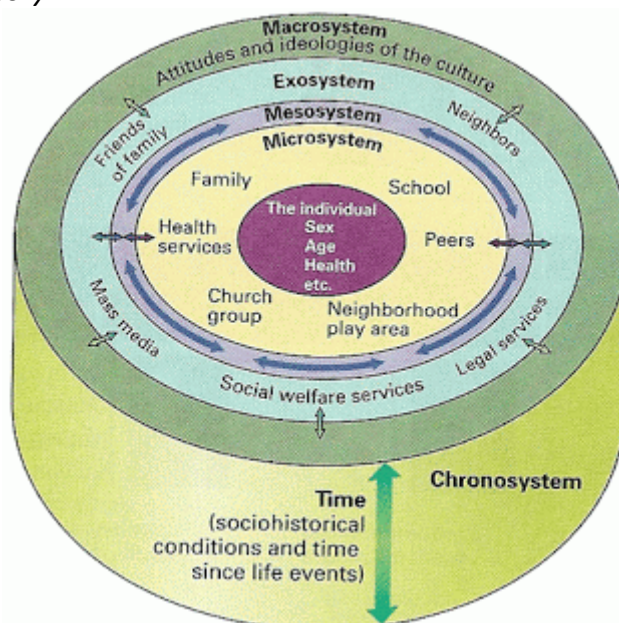 Macrosystem
Attitudes and ideologies of the culture
Exosystem
Mesosystem
Microsystem
Friends
of family
Neighbors
Family
School
The individual
Sex
Age
Health
etc.
Health
services
Peers
Church
group
Neighborhood
play area
Mass media
Social welfare services
Legal services
Chronosystem
Time
(sociohistorical
conditions and time
since life events)